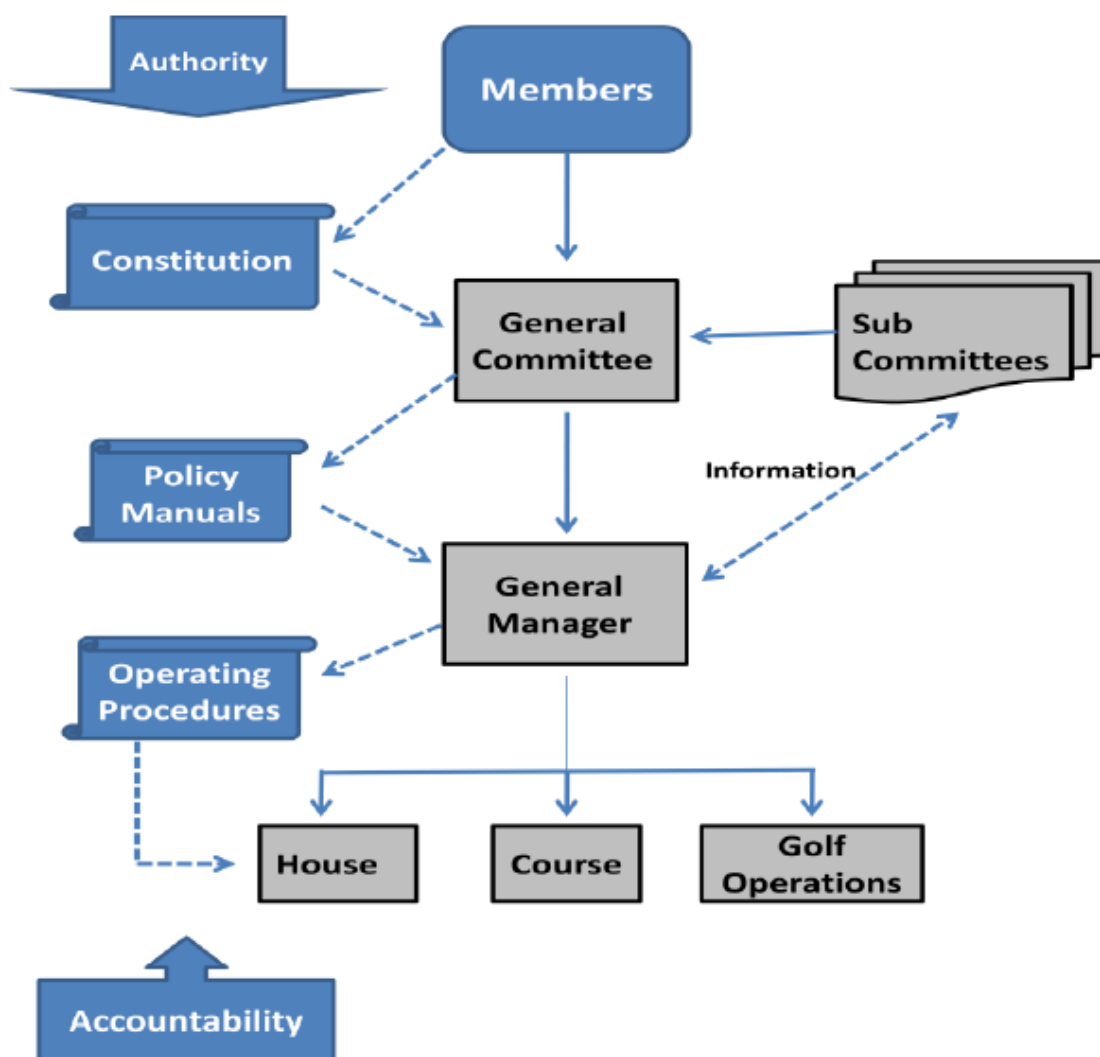 Authority
Members
Constitution
General
Committee
Sub
Committees
Policy
Manuals
Information
General
Manager
Operating
Procedures
House
Course
Golf
Operations
Accountability